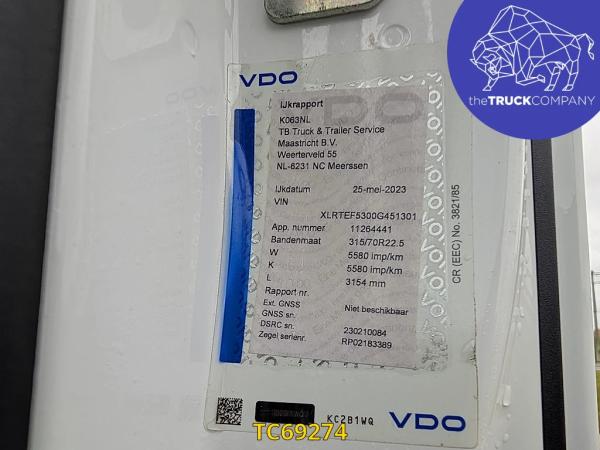 theTRUCKCOMPANY
VDO
IJkrapport
K063NL
TB Truck & Trailer Service
Maastricht B.V.
Weerterveld 55
NL-6231 NC Meerssen
IJkdatum 25-mei-2023
VIN
XLRTEF5300G451301
App. nummer 11264441
Bandenmaat 315/70R22.5
W 5580 imp/km
K 5580 imp/km
L 3154 mm
Rapport nr.
Ext. GNSS Niet beschikbaar
GNSS sn.
DSRC sn. 230210084
Zegel serienr. RP02183389
CR (EEC) No. 3821/85
KC2B1WQ VDO
TC69274